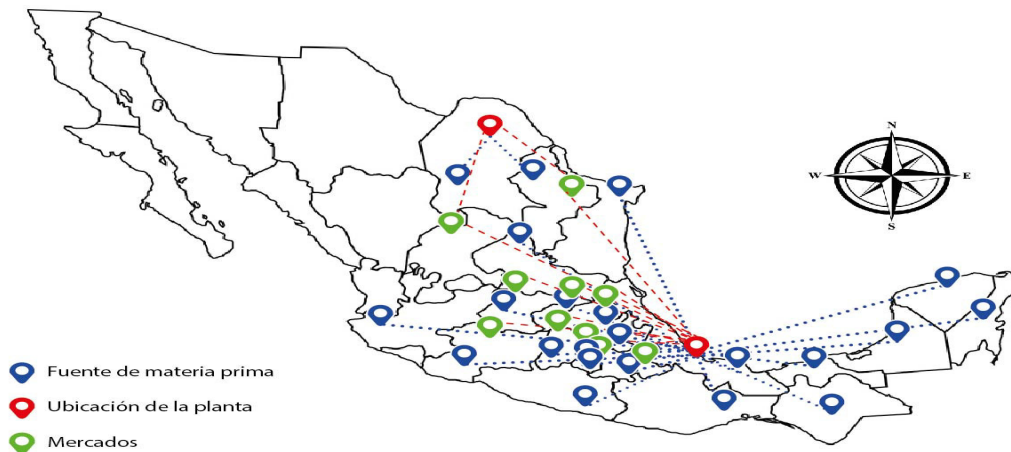 N
W
E
S
Fuente de materia prima
Ubicación de la planta
Mercados